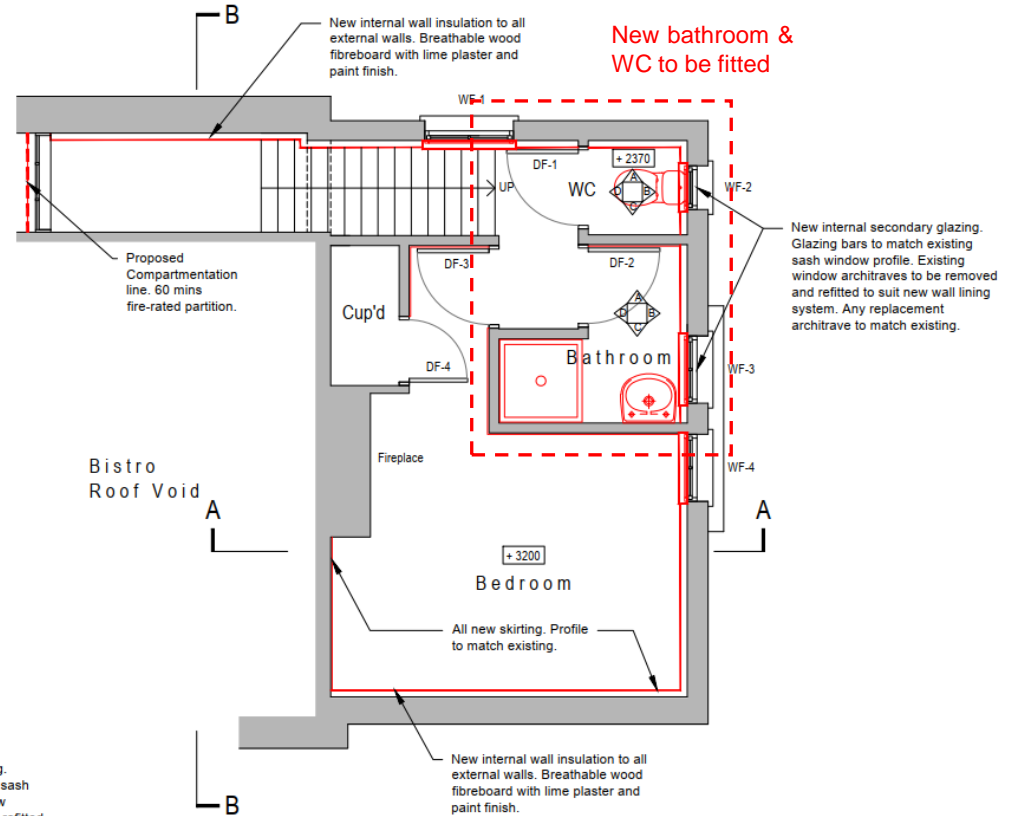 B
New internal wall insulation to all
external walls. Breathable wood
fibreboard with lime plaster and
paint finish.
New bathroom &
WC to be fitted
WF-1
DF-1
+ 2370
WC
A
B
C
D
UP
WF-2
New internal secondary glazing.
Glazing bars to match existing
sash window profile. Existing
window architraves to be removed
and refitted to suit new wall lining
system. Any replacement
architrave to match existing.
Proposed
Compartmentation
line. 60 mins
fire-rated partition.
DF-3
DF-2
Cup'd
A
B
C
D
Bathroom
DF-4
WF-3
Fireplace
WF-4
Bistro
Roof Void
A
A
+ 3200
Bedroom
All new skirting. Profile
to match existing.
New internal wall insulation to all
external walls. Breathable wood
fibreboard with lime plaster and
paint finish.
g.
sash
w
refitted
B